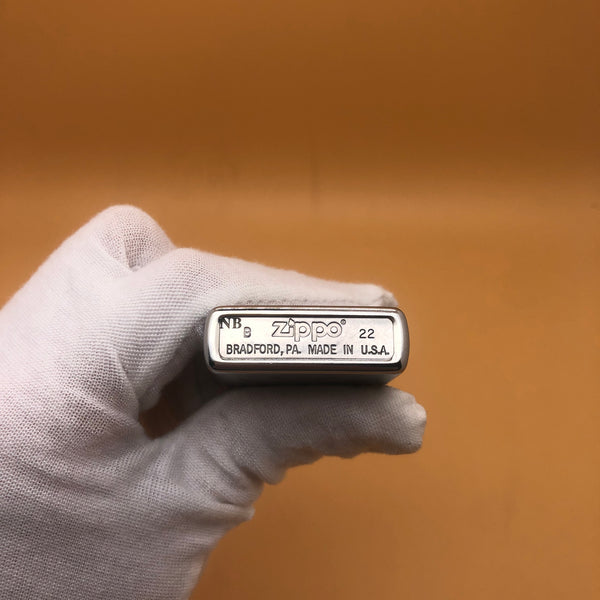 NB B Zippo® 22
BRADFORD, PA. MADE IN U.S.A.